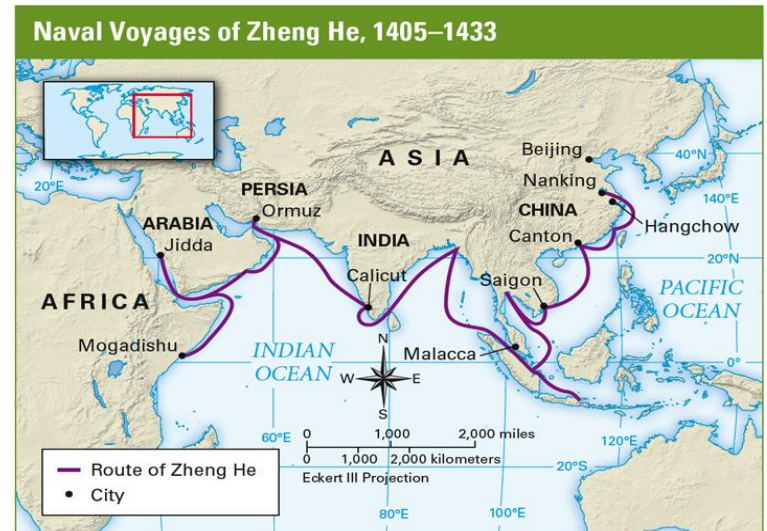 Naval Voyages of Zheng He, 1405–1433
ASIA
Beijing
40°N
Nanking
20°E
PERSIA
140°E
Ormuz
CHINA
ARABIA
Hangchow
Jidda
INDIA
Canton
20°N
Calicut
Saigon
PACIFIC
OCEAN
AFRICA
Mogadishu
INDIAN
OCEAN
N
W
E
S
Malacca
0°
60°E
0
1,000
2,000 miles
0
1,000
2,000 kilometers
Eckert III Projection
120°E
20°S
Route of Zheng He
City
80°E
100°E